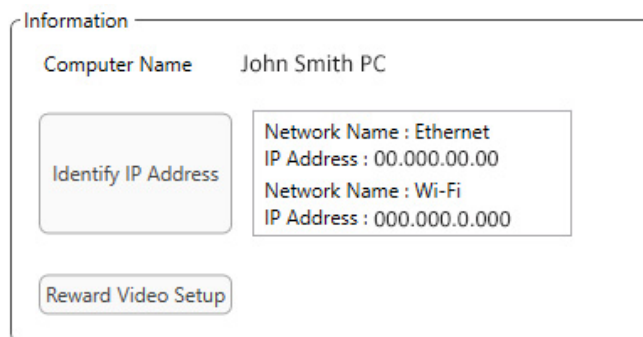 Information
Computer Name John Smith PC
Identify IP Address
Network Name : Ethernet
IP Address : 00.000.00.00
Network Name : Wi-Fi
IP Address : 000.000.0.000
Reward Video Setup